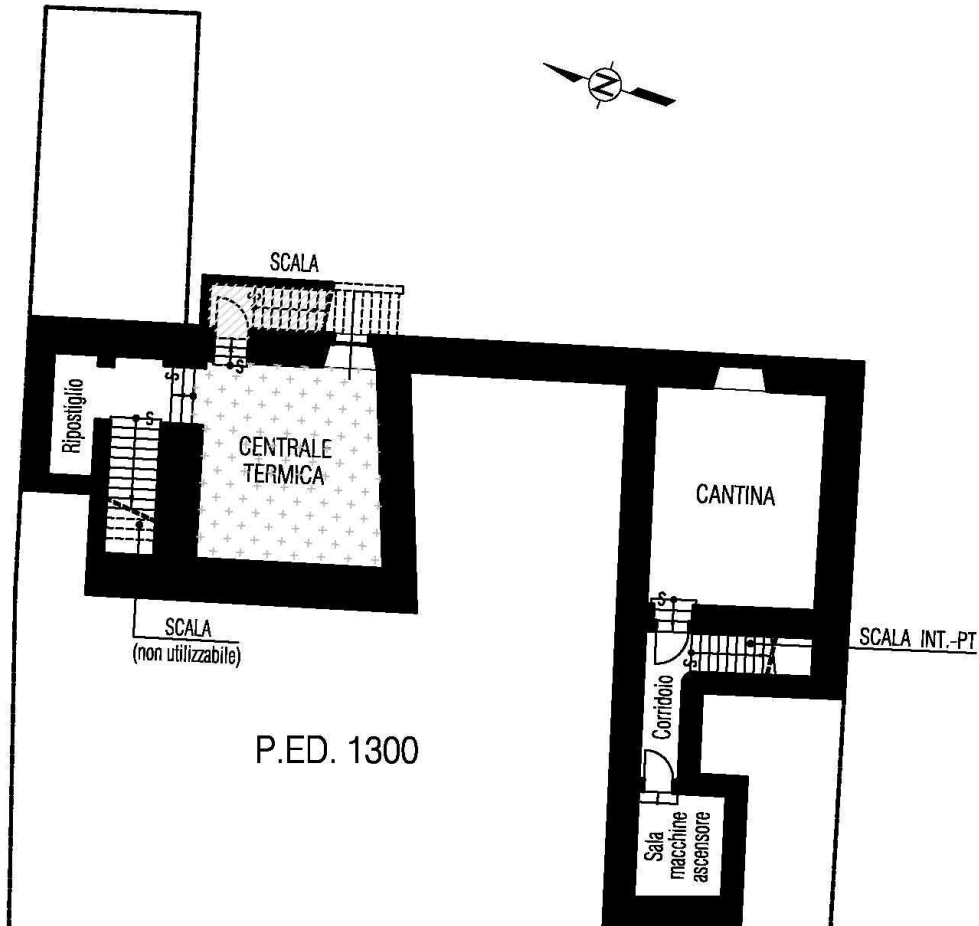 N
SCALA
S
S
S
S
Ripostiglio
CENTRALE
TERMICA
CANTINA
S
SCALA
(non utilizzabile)
SCALA INT.-PT
S
Corridoio
P.ED. 1300
Sala
macchine
ascensore